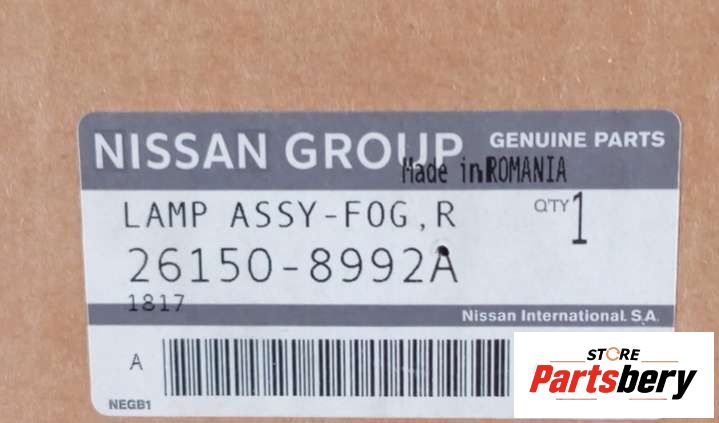 NISSAN GROUP GENUINE PARTS
Made in ROMANIA
LAMP ASSY-FOG,R QTY 1
26150-8992A
1817
Nissan International. S.A.
A
NEGB1
STORE
Partsbery